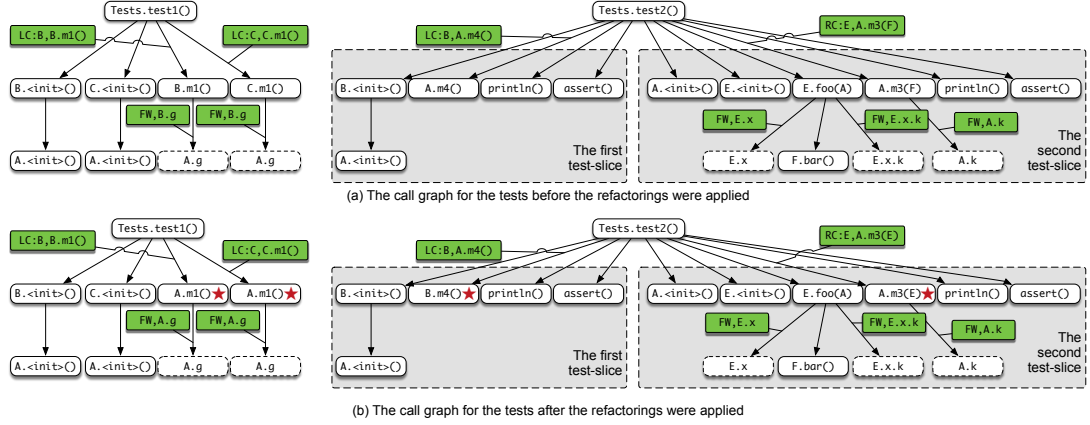 Tests.test1()
Tests.test2()
LC:B,B.m1()
LC:C,C.m1()
LC:B,A.m4()
RC:E,A.m3(F)
B.<init>()
C.<init>()
B.m1()
C.m1()
B.<init>()
A.m4()
println()
assert()
A.<init>()
E.<init>()
E.foo(A)
A.m3(F)
println()
assert()
FW,B.g
FW,B.g
FW,E.x
FW,E.x.k
FW,A.k
A.<init>()
A.<init>()
A.g
A.g
A.<init>()
The first
test-slice
E.x
F.bar()
E.x.k
A.k
The
second
test-slice
(a) The call graph for the tests before the refactorings were applied
Tests.test1()
Tests.test2()
LC:B,B.m1()
LC:C,C.m1()
LC:B,A.m4()
RC:E,A.m3(E)
B.<init>()
C.<init>()
A.m1()
A.m1()
B.<init>()
B.m4()
println()
assert()
A.<init>()
E.<init>()
E.foo(A)
A.m3(E)
println()
assert()
FW,A.g
FW,A.g
FW,E.x
FW,E.x.k
FW,A.k
A.<init>()
A.<init>()
A.g
A.g
A.<init>()
The first
test-slice
E.x
F.bar()
E.x.k
A.k
The
second
test-slice
(b) The call graph for the tests after the refactorings were applied